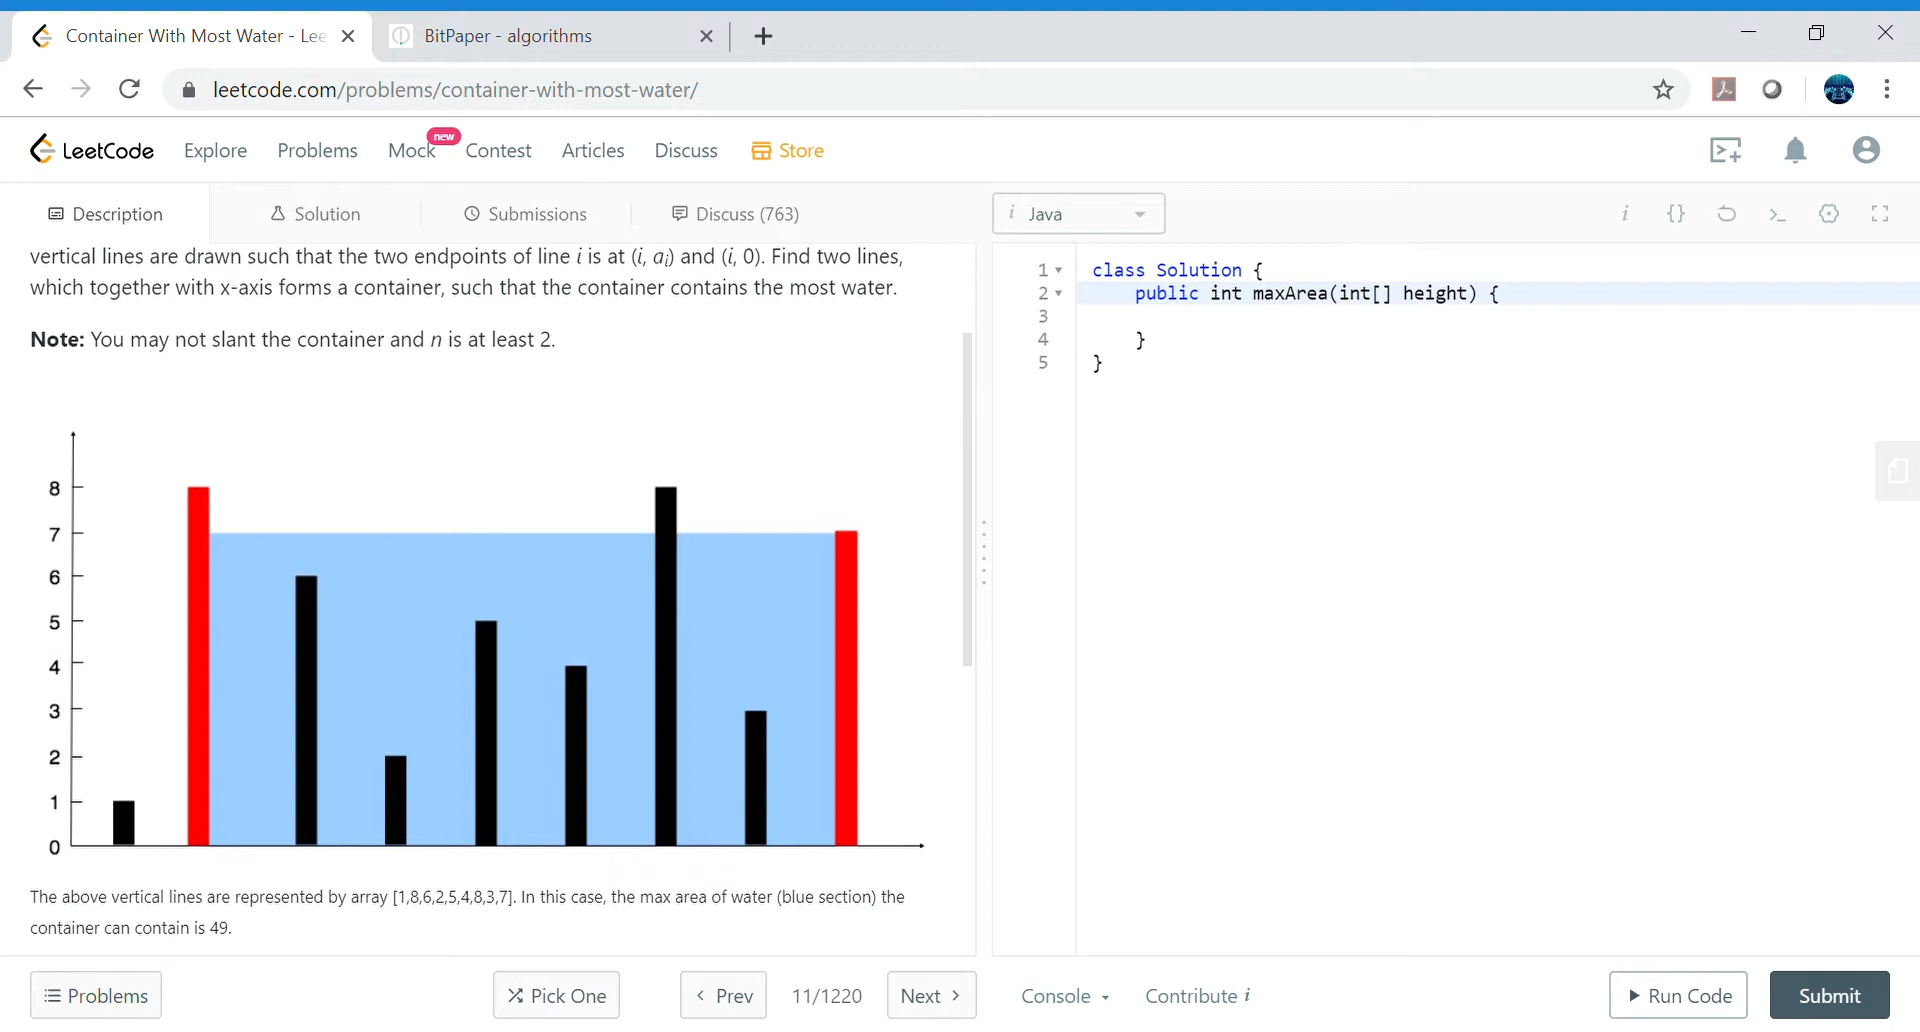 Container With Most Water - Lee
BitPaper - algorithms
leetcode.com/problems/container-with-most-water/
LeetCode
Explore
Problems
Mock
new
Contest
Articles
Discuss
Store
Description
Solution
Submissions
Discuss (763)
i Java
vertical lines are drawn such that the two endpoints of line i is at (i, ai) and (i, 0). Find two lines,
which together with x-axis forms a container, such that the container contains the most water.
Note: You may not slant the container and n is at least 2.
8
7
6
5
4
3
2
1
0
The above vertical lines are represented by array [1,8,6,2,5,4,8,3,7]. In this case, the max area of water (blue section) the
container can contain is 49.
1 class Solution {
2 public int maxArea(int[] height) {
3
4 }
5 }
Problems
Pick One
Prev
11/1220
Next
Console
Contribute i
Run Code
Submit